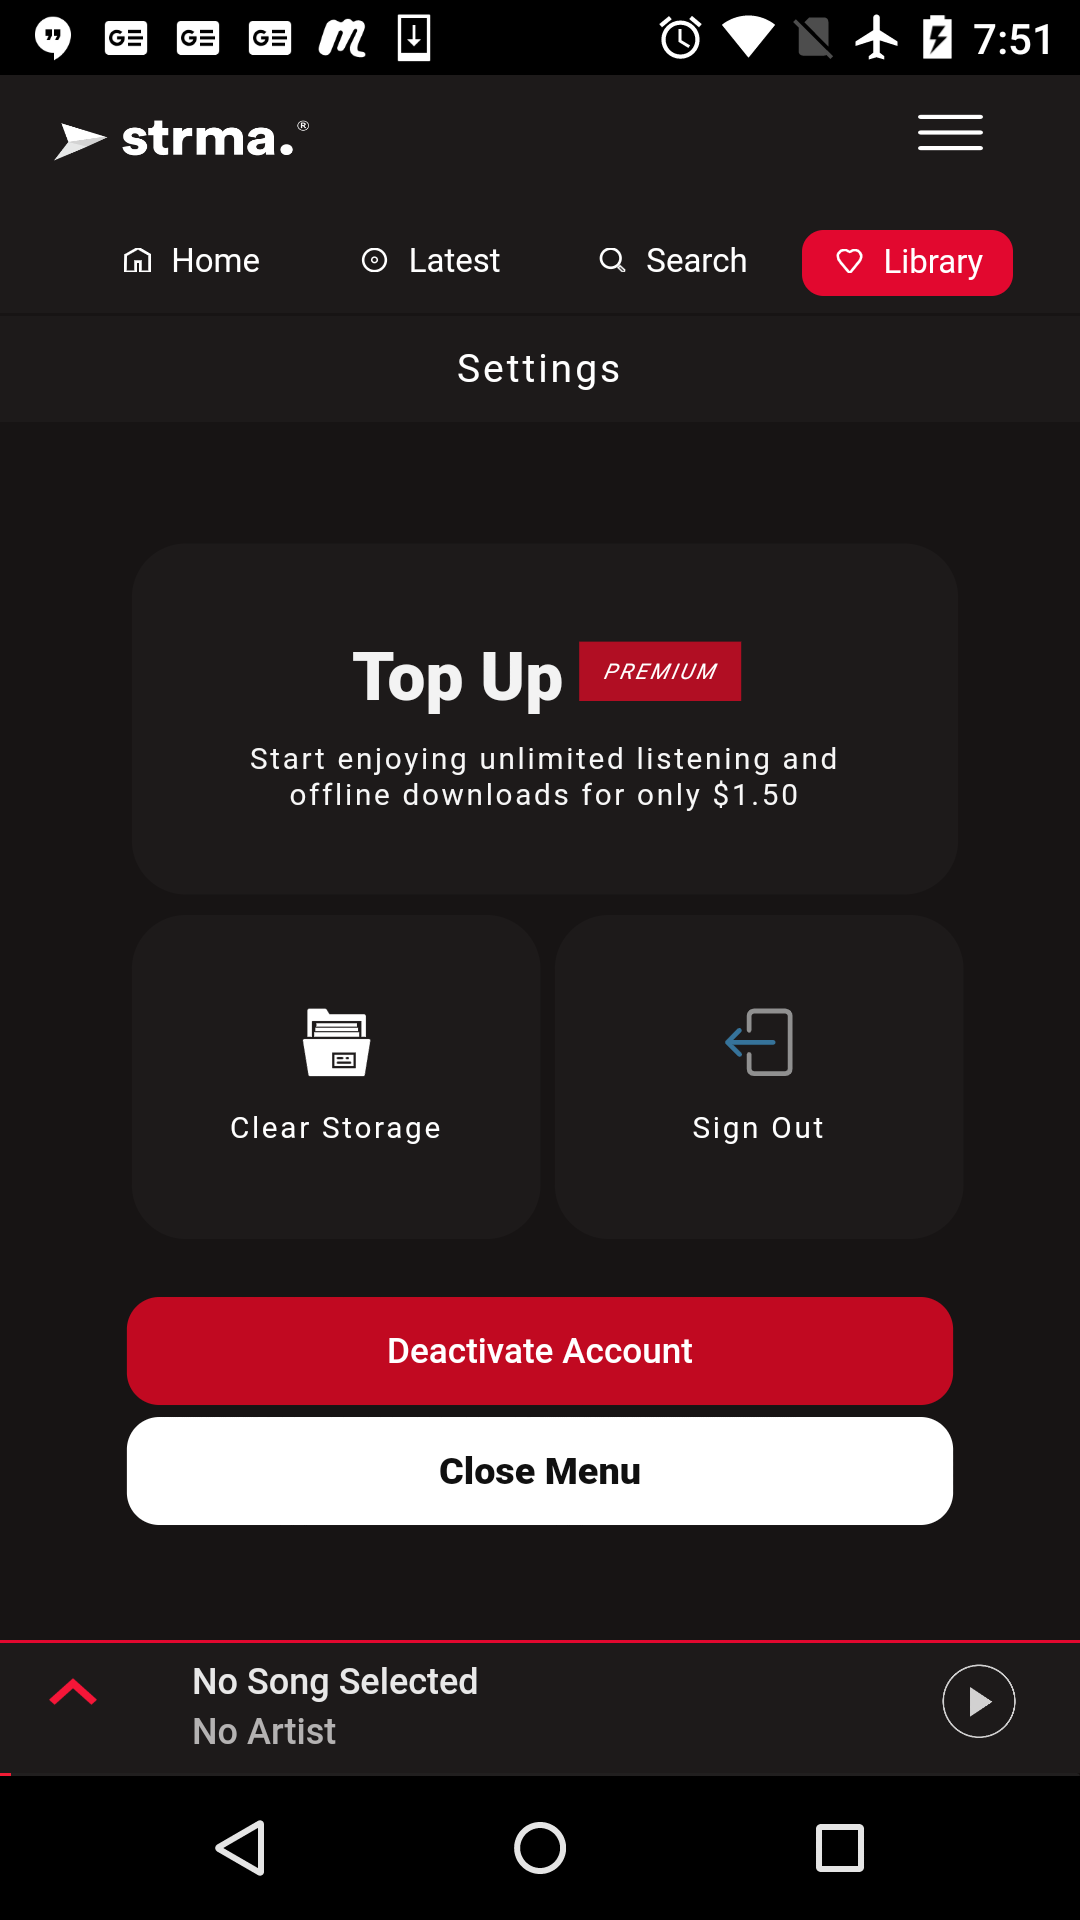 7:51
strma.®
Home
Latest
Search
Library
Settings
Top Up
PREMIUM
Start enjoying unlimited listening and
offline downloads for only $1.50
Clear Storage
Sign Out
Deactivate Account
Close Menu
No Song Selected
No Artist